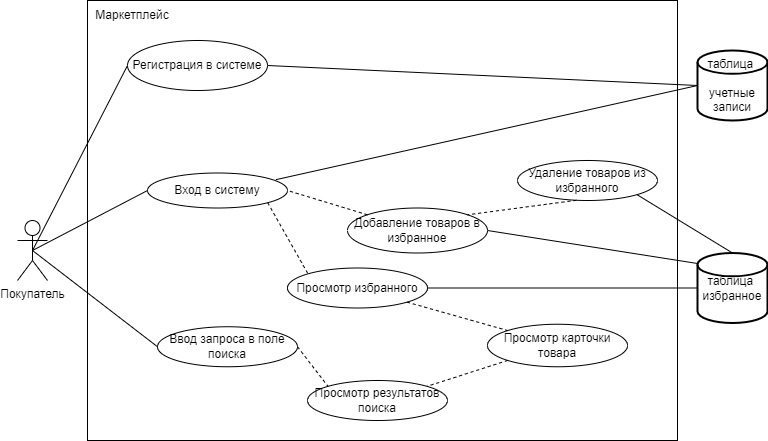 Маркетплейс
Регистрация в системе
таблица
учетные
записи
Вход в систему
Удаление товаров из
избранного
Добавление товаров в
избранное
Покупатель
Просмотр избранного
таблица
избранное
Ввод запроса в поле
поиска
Просмотр карточки
товара
Просмотр результатов
поиска